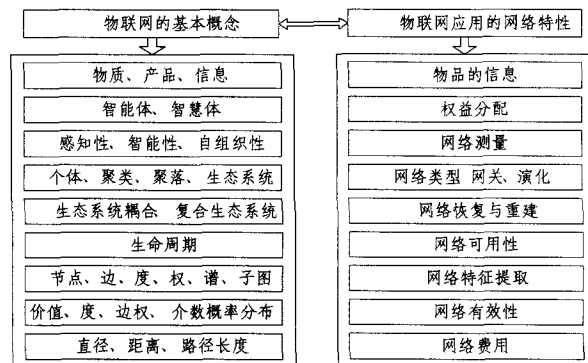 物联网的基本概念
物质、产品、信息
智能体、智慧体
感知性、智能性、自组织性
个体、聚类、聚落、生态系统
生态系统耦合 复合生态系统
生命周期
节点、边、度、权、谱、子图
价值、度、边权、介数概率分布
直径、距离、路径长度
物联网应用的网络特性
物品的信息
权益分配
网络测量
网络类型 网关、演化
网络恢复与重建
网络可用性
网络特征提取
网络有效性
网络费用